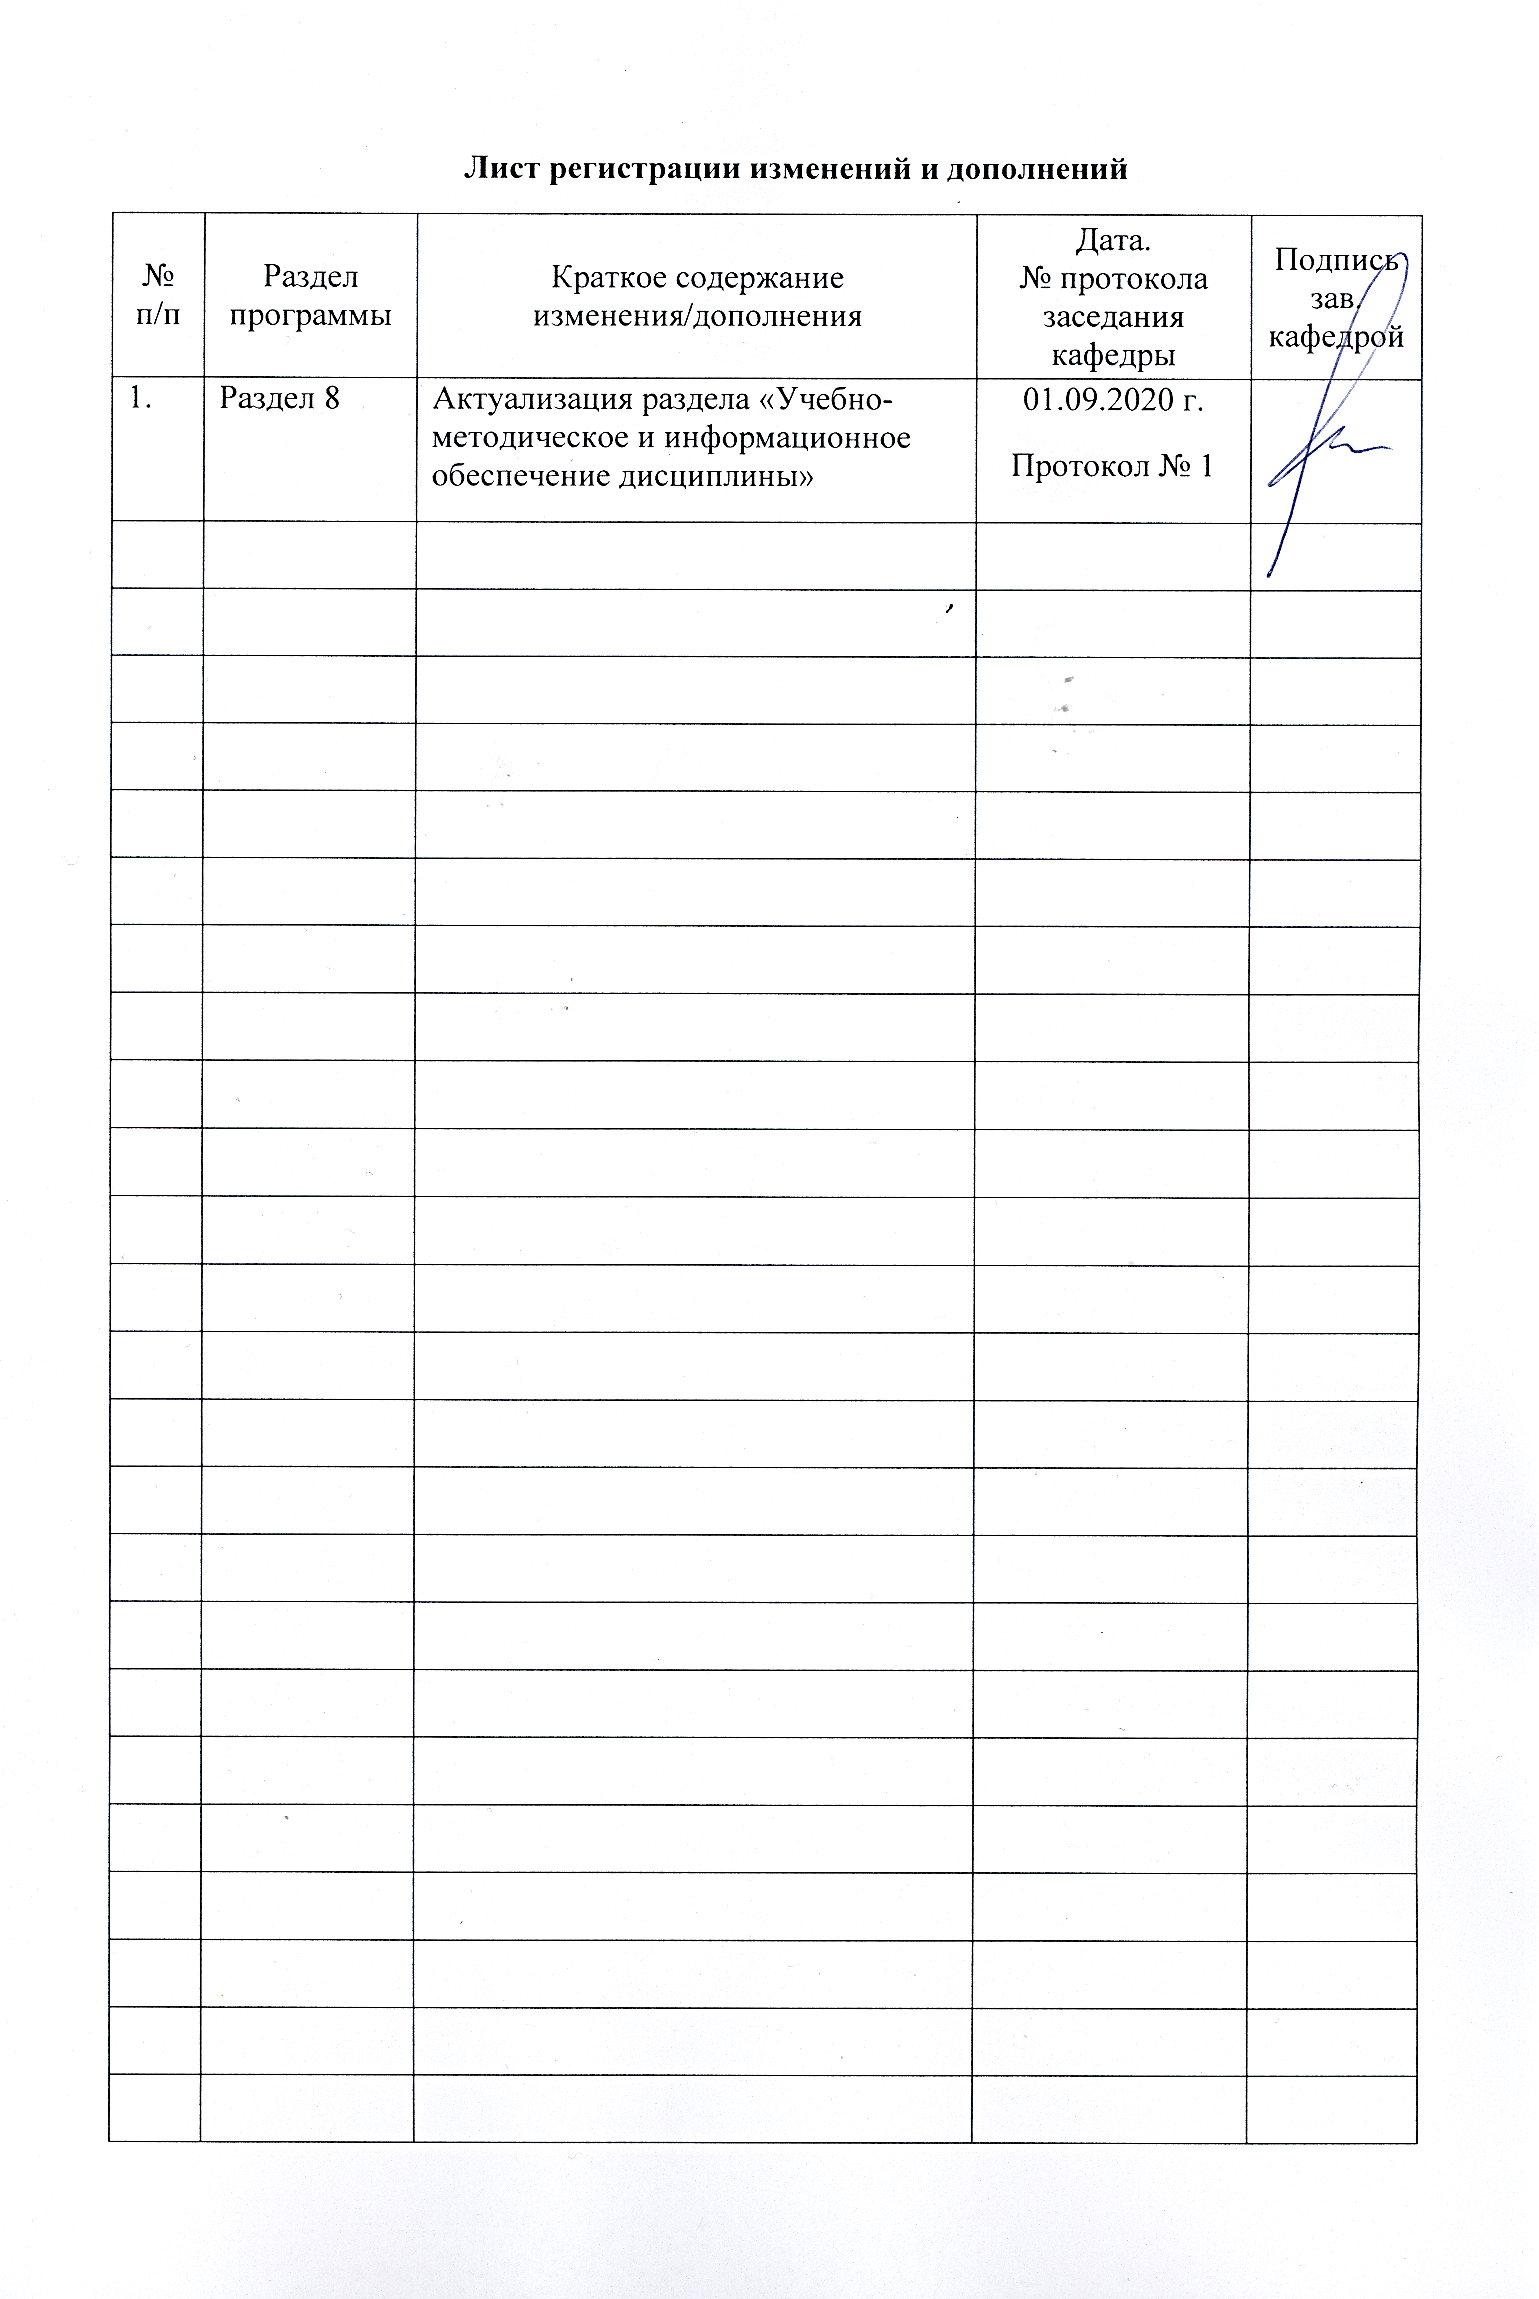 Лист регистрации изменений и дополнений
№
п/п
Раздел
программы
Краткое содержание
изменения/дополнения
Дата.
№ протокола
заседания
кафедры
Подпись
зав.
кафедрой
1.
Раздел 8
Актуализация раздела «Учебно-
методическое и информационное
обеспечение дисциплины»
01.09.2020 г.
Протокол № 1